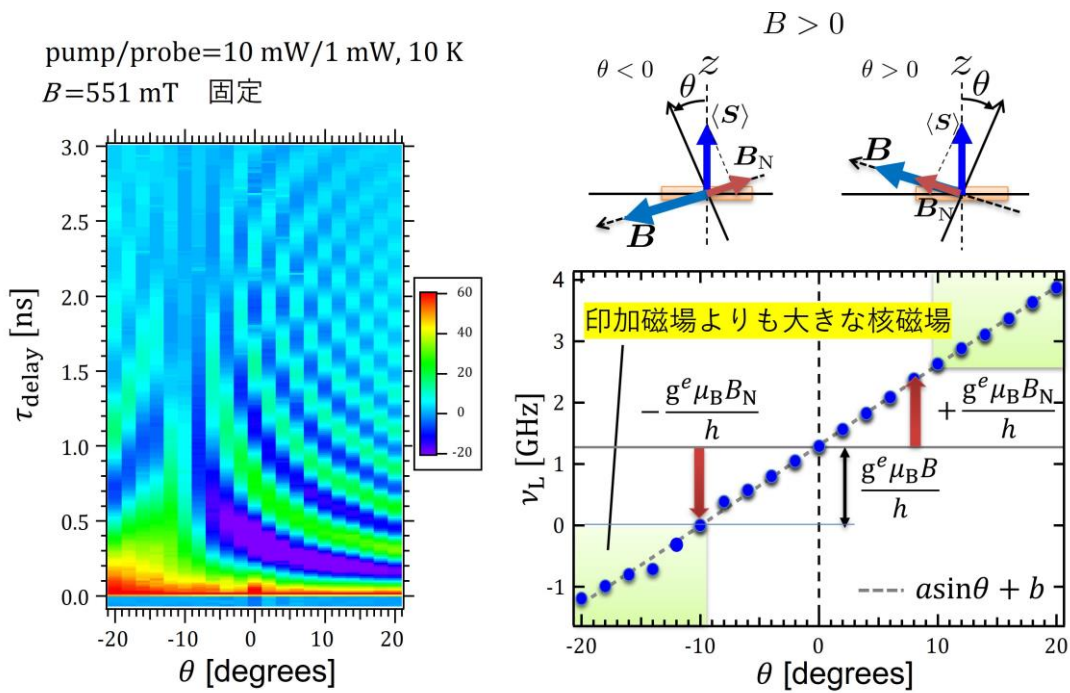 pump/probe=10 mW/1 mW, 10 K
B=551 mT 固定
3.0
2.5
2.0
1.5
1.0
0.5
0.0
τdelay [ns]
-20
-10
0
10
20
θ [degrees]
60
40
20
0
-20
B > 0
θ < 0
z
θ
⟨S⟩
BN
B
θ > 0
z
θ
⟨S⟩
B
BN
印加磁場よりも大きな核磁場
4
3
2
1
0
-1
νL [GHz]
− gᵉμBBN / h
+ gᵉμBBN / h
gᵉμBB / h
asinθ + b
-20
-10
0
10
20
θ [degrees]